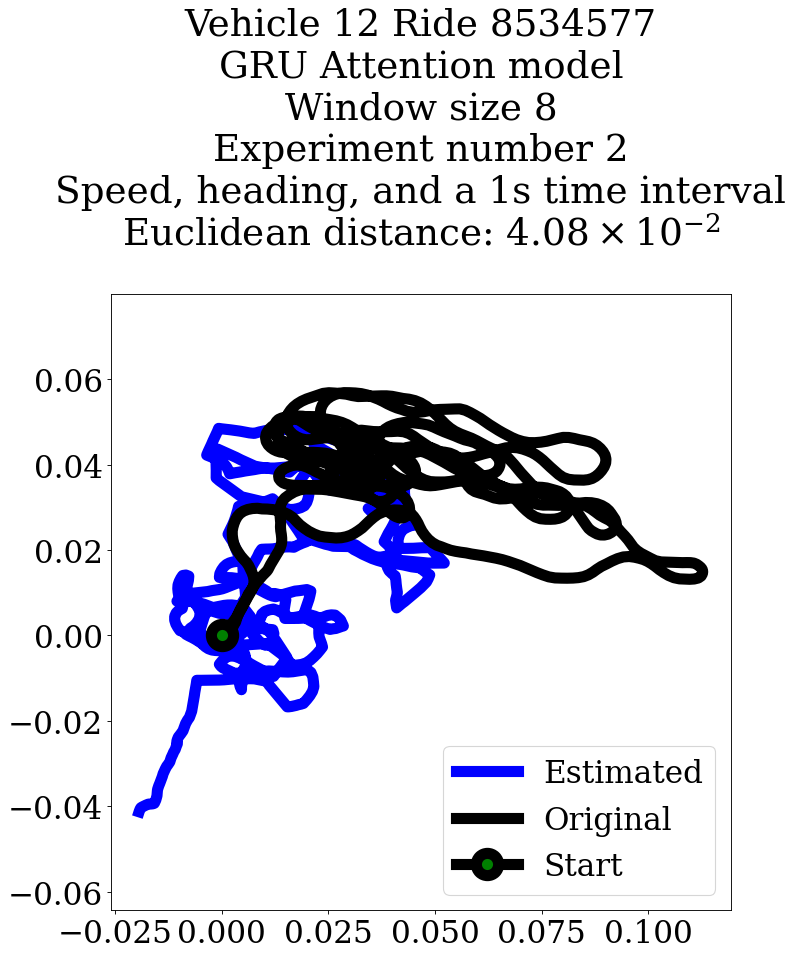 Vehicle 12 Ride 8534577
GRU Attention model
Window size 8
Experiment number 2
Speed, heading, and a 1s time interval
Euclidean distance: 4.08 × 10⁻²
0.06
0.04
0.02
0.00
−0.02
−0.04
−0.06
Estimated
Original
Start
−0.025 0.000 0.025 0.050 0.075 0.100